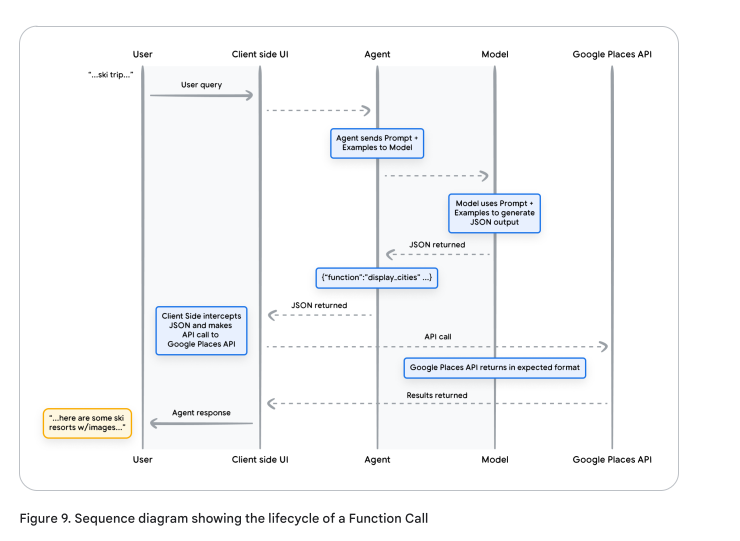 User
Client side UI
Agent
Model
Google Places API
"...ski trip..."
User query
Agent sends Prompt +
Examples to Model
Model uses Prompt +
Examples to generate
JSON output
JSON returned
{"function":"display_cities" ...}
JSON returned
Client Side intercepts
JSON and makes
API call to
Google Places API
API call
Google Places API returns in expected format
Results returned
"...here are some ski
resorts w/images..."
Agent response
User
Client side UI
Agent
Model
Google Places API
Figure 9. Sequence diagram showing the lifecycle of a Function Call